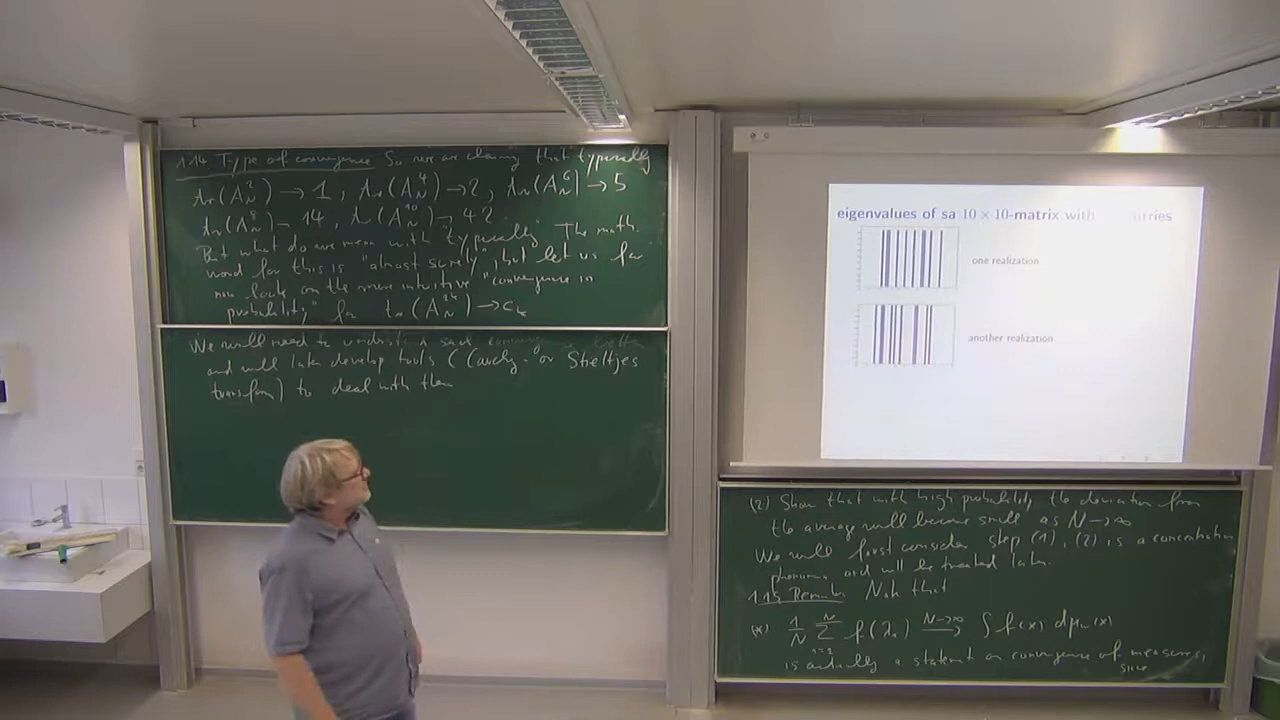 1.14 Type of convergence So we are claiming that typically
tr(A_N^2) → 1, tr(A_N^4) → 2, tr(A_N^6) → 5
tr(A_N^8) → 14, tr(A_N^10) → 42.
But what do we mean with "typically" The math.
word for this is "almost surely", but let us for
now look on the more intuitive "convergence in
probability" for tr(A_N^2k) → c_k
We will need to understand such
and will later develop tools (Cauchy- or Stieltjes
transform) to deal with them
eigenvalues of sa 10 × 10-matrix with
one realization
another realization
(2) Show that with high probability the deviation from
the average will become small as N→∞
We will first consider step (1), (2) is a concentration
phenomena and will be treated later.
1.15 Remark Note that
(*) 1/N Σ f(λ_i) N→∞ → ∫ f(x) dμ_W(x)
is actually a statement on convergence of measures,
since